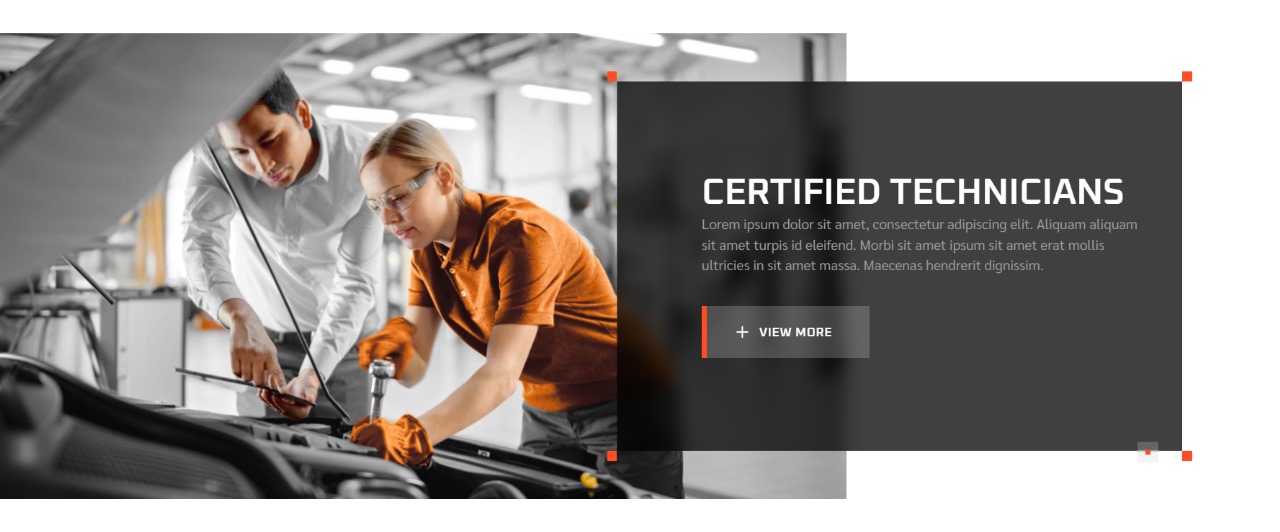 CERTIFIED TECHNICIANS
Lorem ipsum dolor sit amet, consectetur adipiscing elit. Aliquam aliquam
sit amet turpis id eleifend. Morbi sit amet ipsum sit amet erat mollis
ultricies in sit amet massa. Maecenas hendrerit dignissim.
VIEW MORE